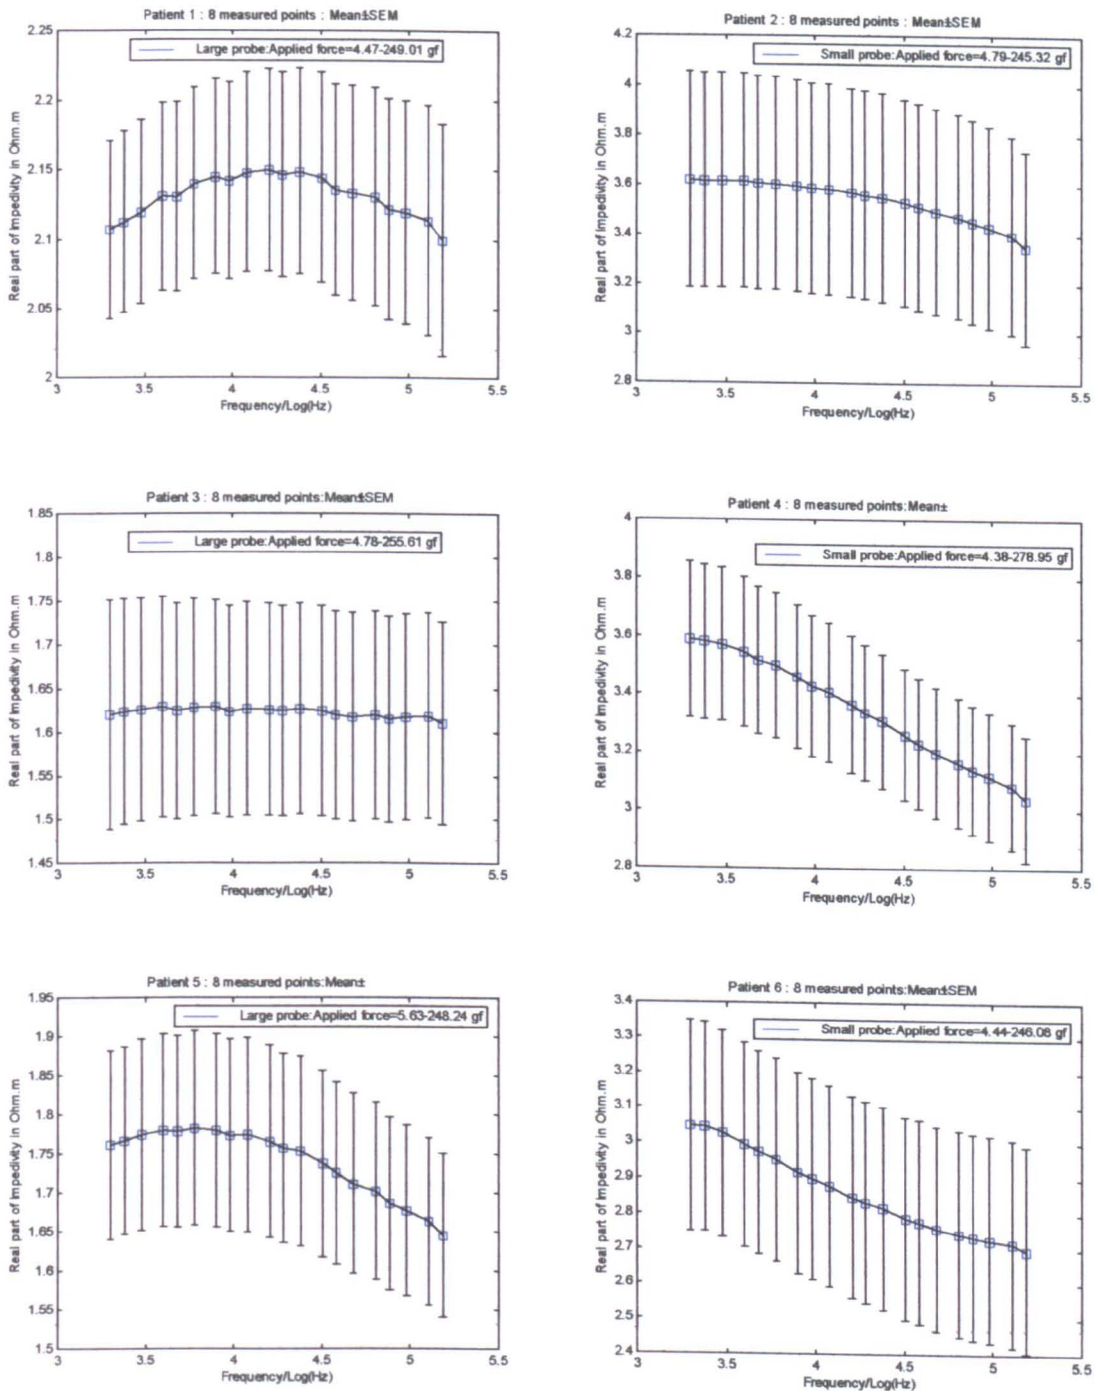 Patient 1 : 8 measured points : Mean±SEM
Large probe:Applied force=4.47-249.01 gf
Real part of Impedivity in Ohm.m
2.25
2.2
2.15
2.1
2.05
2
3 3.5 4 4.5 5 5.5
Frequency/Log(Hz)
Patient 2 : 8 measured points: Mean±SEM
Small probe:Applied force=4.79-245.32 gf
Real part of Impedivity in Ohm.m
4.2
4
3.8
3.6
3.4
3.2
3
2.8
3 3.5 4 4.5 5 5.5
Frequency/Log(Hz)
Patient 3 : 8 measured points:Mean±SEM
Large probe:Applied force=4.78-255.61 gf
Real part of Impedivity in Ohm.m
1.85
1.8
1.75
1.7
1.65
1.6
1.55
1.5
1.45
3 3.5 4 4.5 5 5.5
Frequency/Log(Hz)
Patient 4 : 8 measured points:Mean±
Small probe:Applied force=4.38-278.95 gf
Real part of Impedivity in Ohm.m
4
3.8
3.6
3.4
3.2
3
2.8
3 3.5 4 4.5 5 5.5
Frequency/Log(Hz)
Patient 5 : 8 measured points:Mean±
Large probe:Applied force=5.63-248.24 gf
Real part of Impedivity in Ohm.m
1.95
1.9
1.85
1.8
1.75
1.7
1.65
1.6
1.55
1.5
3 3.5 4 4.5 5 5.5
Frequency/Log(Hz)
Patient 6 : 8 measured points:Mean±SEM
Small probe:Applied force=4.44-246.08 gf
Real part of Impedivity in Ohm.m
3.4
3.3
3.2
3.1
3
2.9
2.8
2.7
2.6
2.5
2.4
3 3.5 4 4.5 5 5.5
Frequency/Log(Hz)